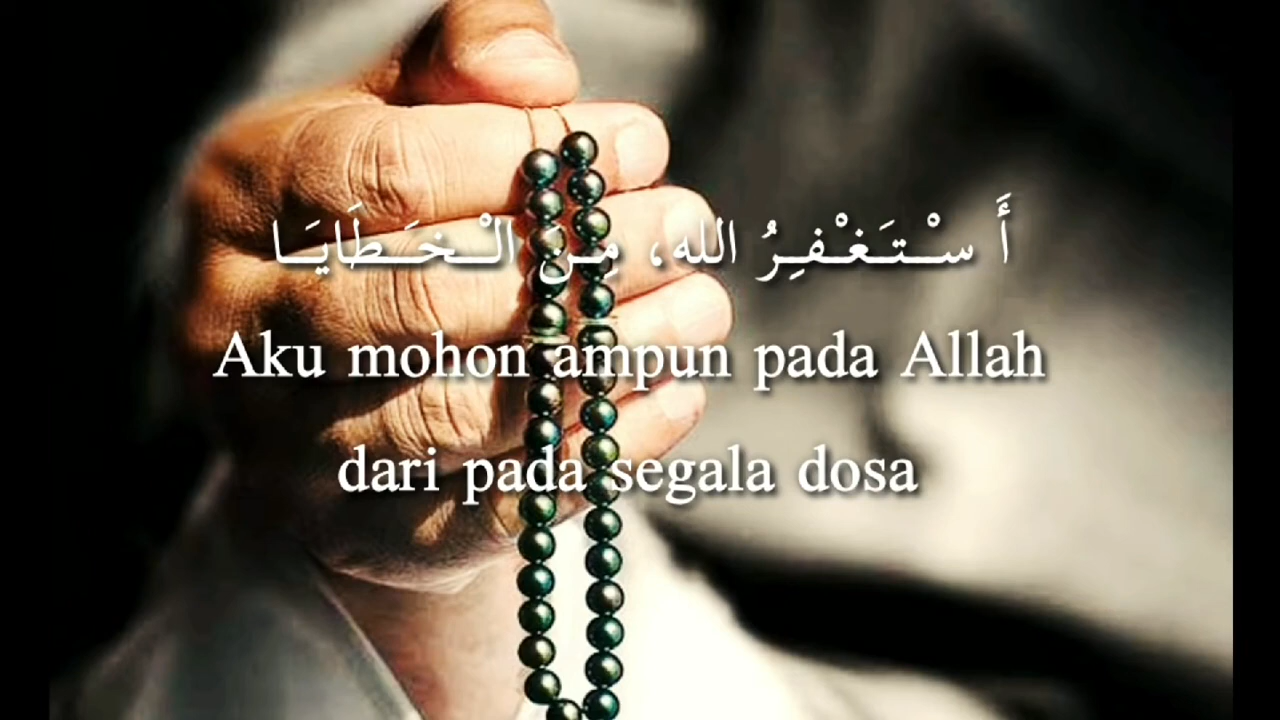 أَ سْتَغْفِرُ الله، مِنَ الْخَطَايَا
Aku mohon ampun pada Allah
dari pada segala dosa